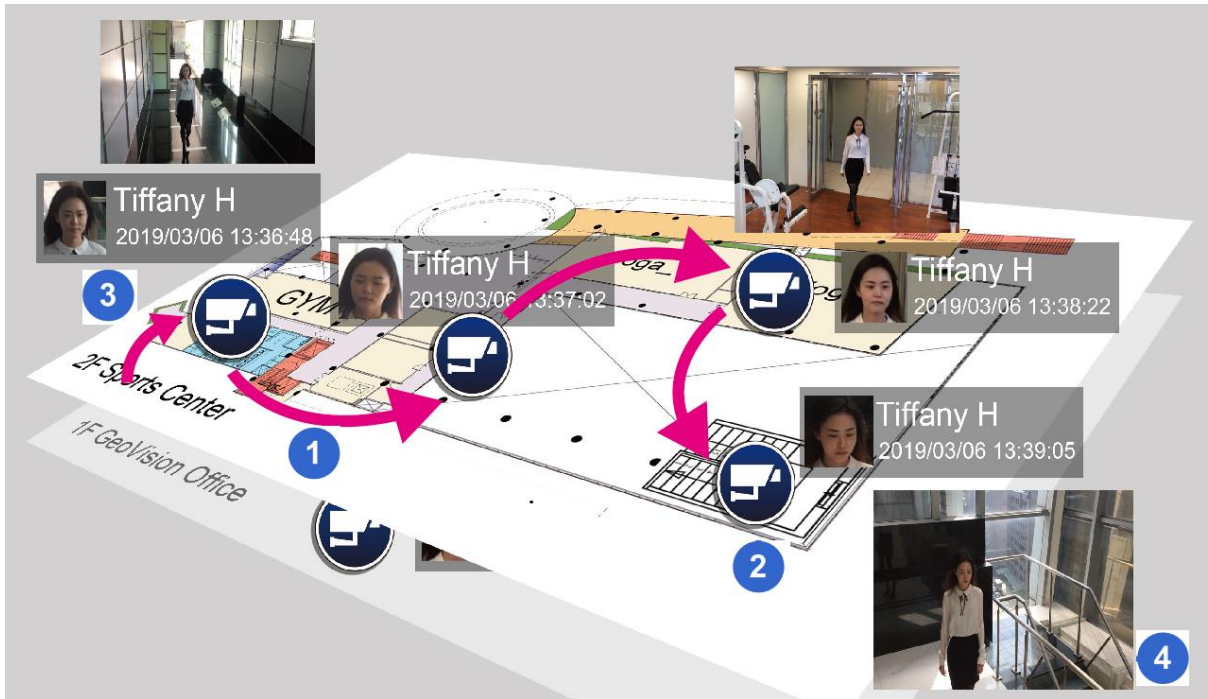 Tiffany H
2019/03/06 13:36:48
3
Tiffany H
2019/03/06 13:37:02
GYM
oga_
og
Tiffany H
2019/03/06 13:38:22
2F Sports Center
1F GeoVision Office
1
Tiffany H
2019/03/06 13:39:05
2
4